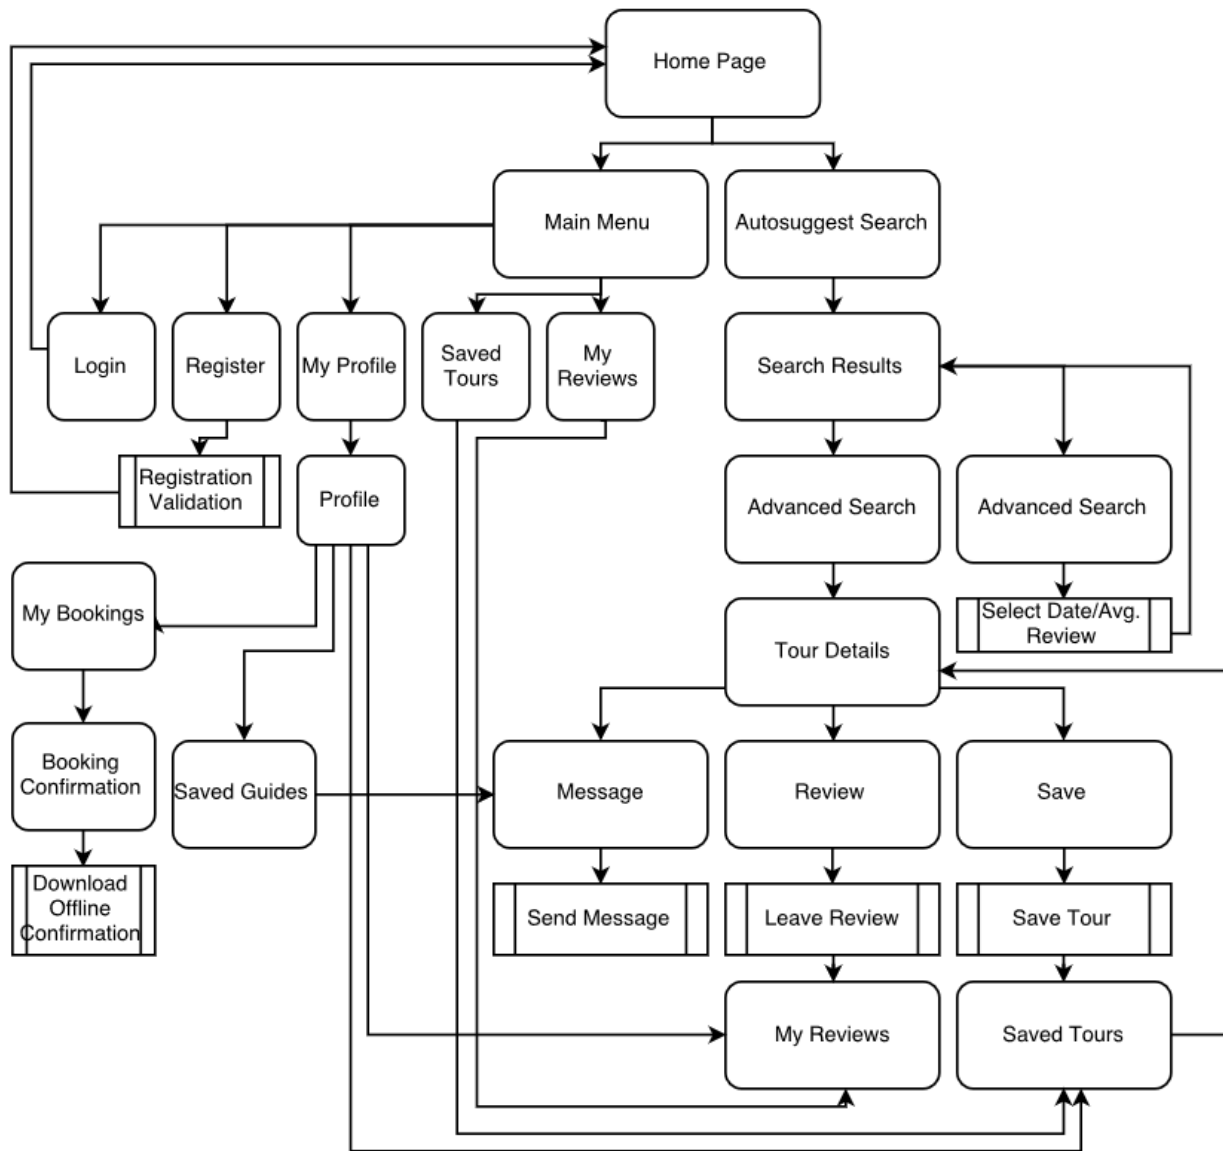 Home Page
Main Menu
Autosuggest Search
Login
Register
My Profile
Saved
Tours
My
Reviews
Search Results
Registration
Validation
Profile
Advanced Search
Advanced Search
My Bookings
Select Date/Avg.
Review
Tour Details
Booking
Confirmation
Saved Guides
Message
Review
Save
Download
Offline
Confirmation
Send Message
Leave Review
Save Tour
My Reviews
Saved Tours